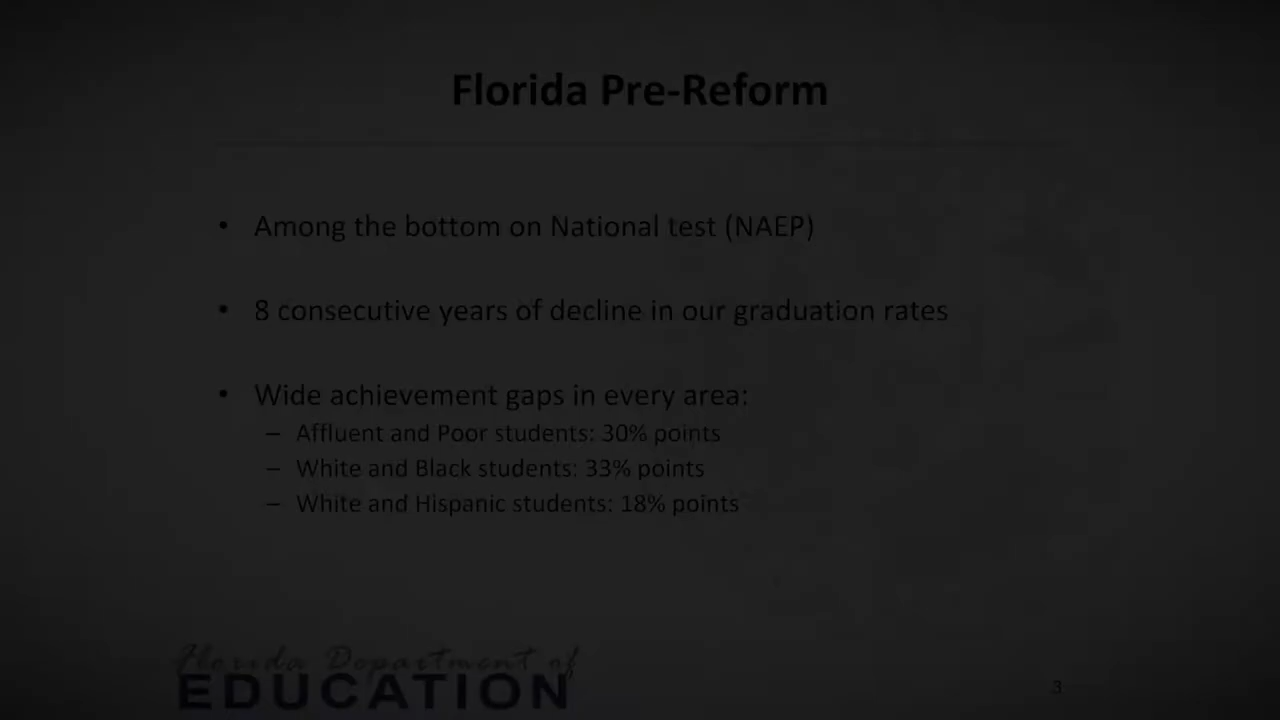 Florida Pre-Reform
• Among the bottom on National test (NAEP)
• 8 consecutive years of decline in our graduation rates
• Wide achievement gaps in every area:
– Affluent and Poor students: 30% points
– White and Black students: 33% points
– White and Hispanic students: 18% points
Florida Department of
EDUCATION
3